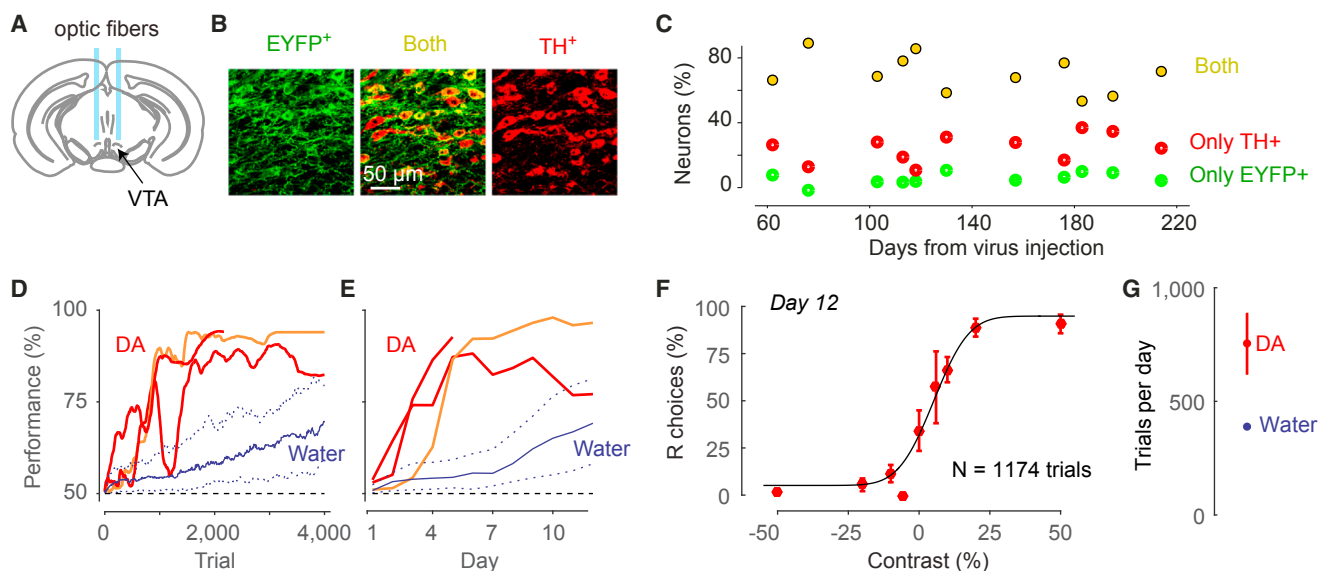 A
optic fibers
VTA
B
EYFP+
Both
TH+
50 µm
C
Neurons (%)
80
40
0
60
100
140
180
220
Days from virus injection
Both
Only TH+
Only EYFP+
D
Performance (%)
100
75
50
DA
Water
0
2,000
4,000
Trial
E
DA
Water
1
4
7
10
Day
F
Day 12
R choices (%)
100
75
50
25
0
N = 1174 trials
-50
-25
0
25
50
Contrast (%)
G
Trials per day
1,000
500
0
DA
Water